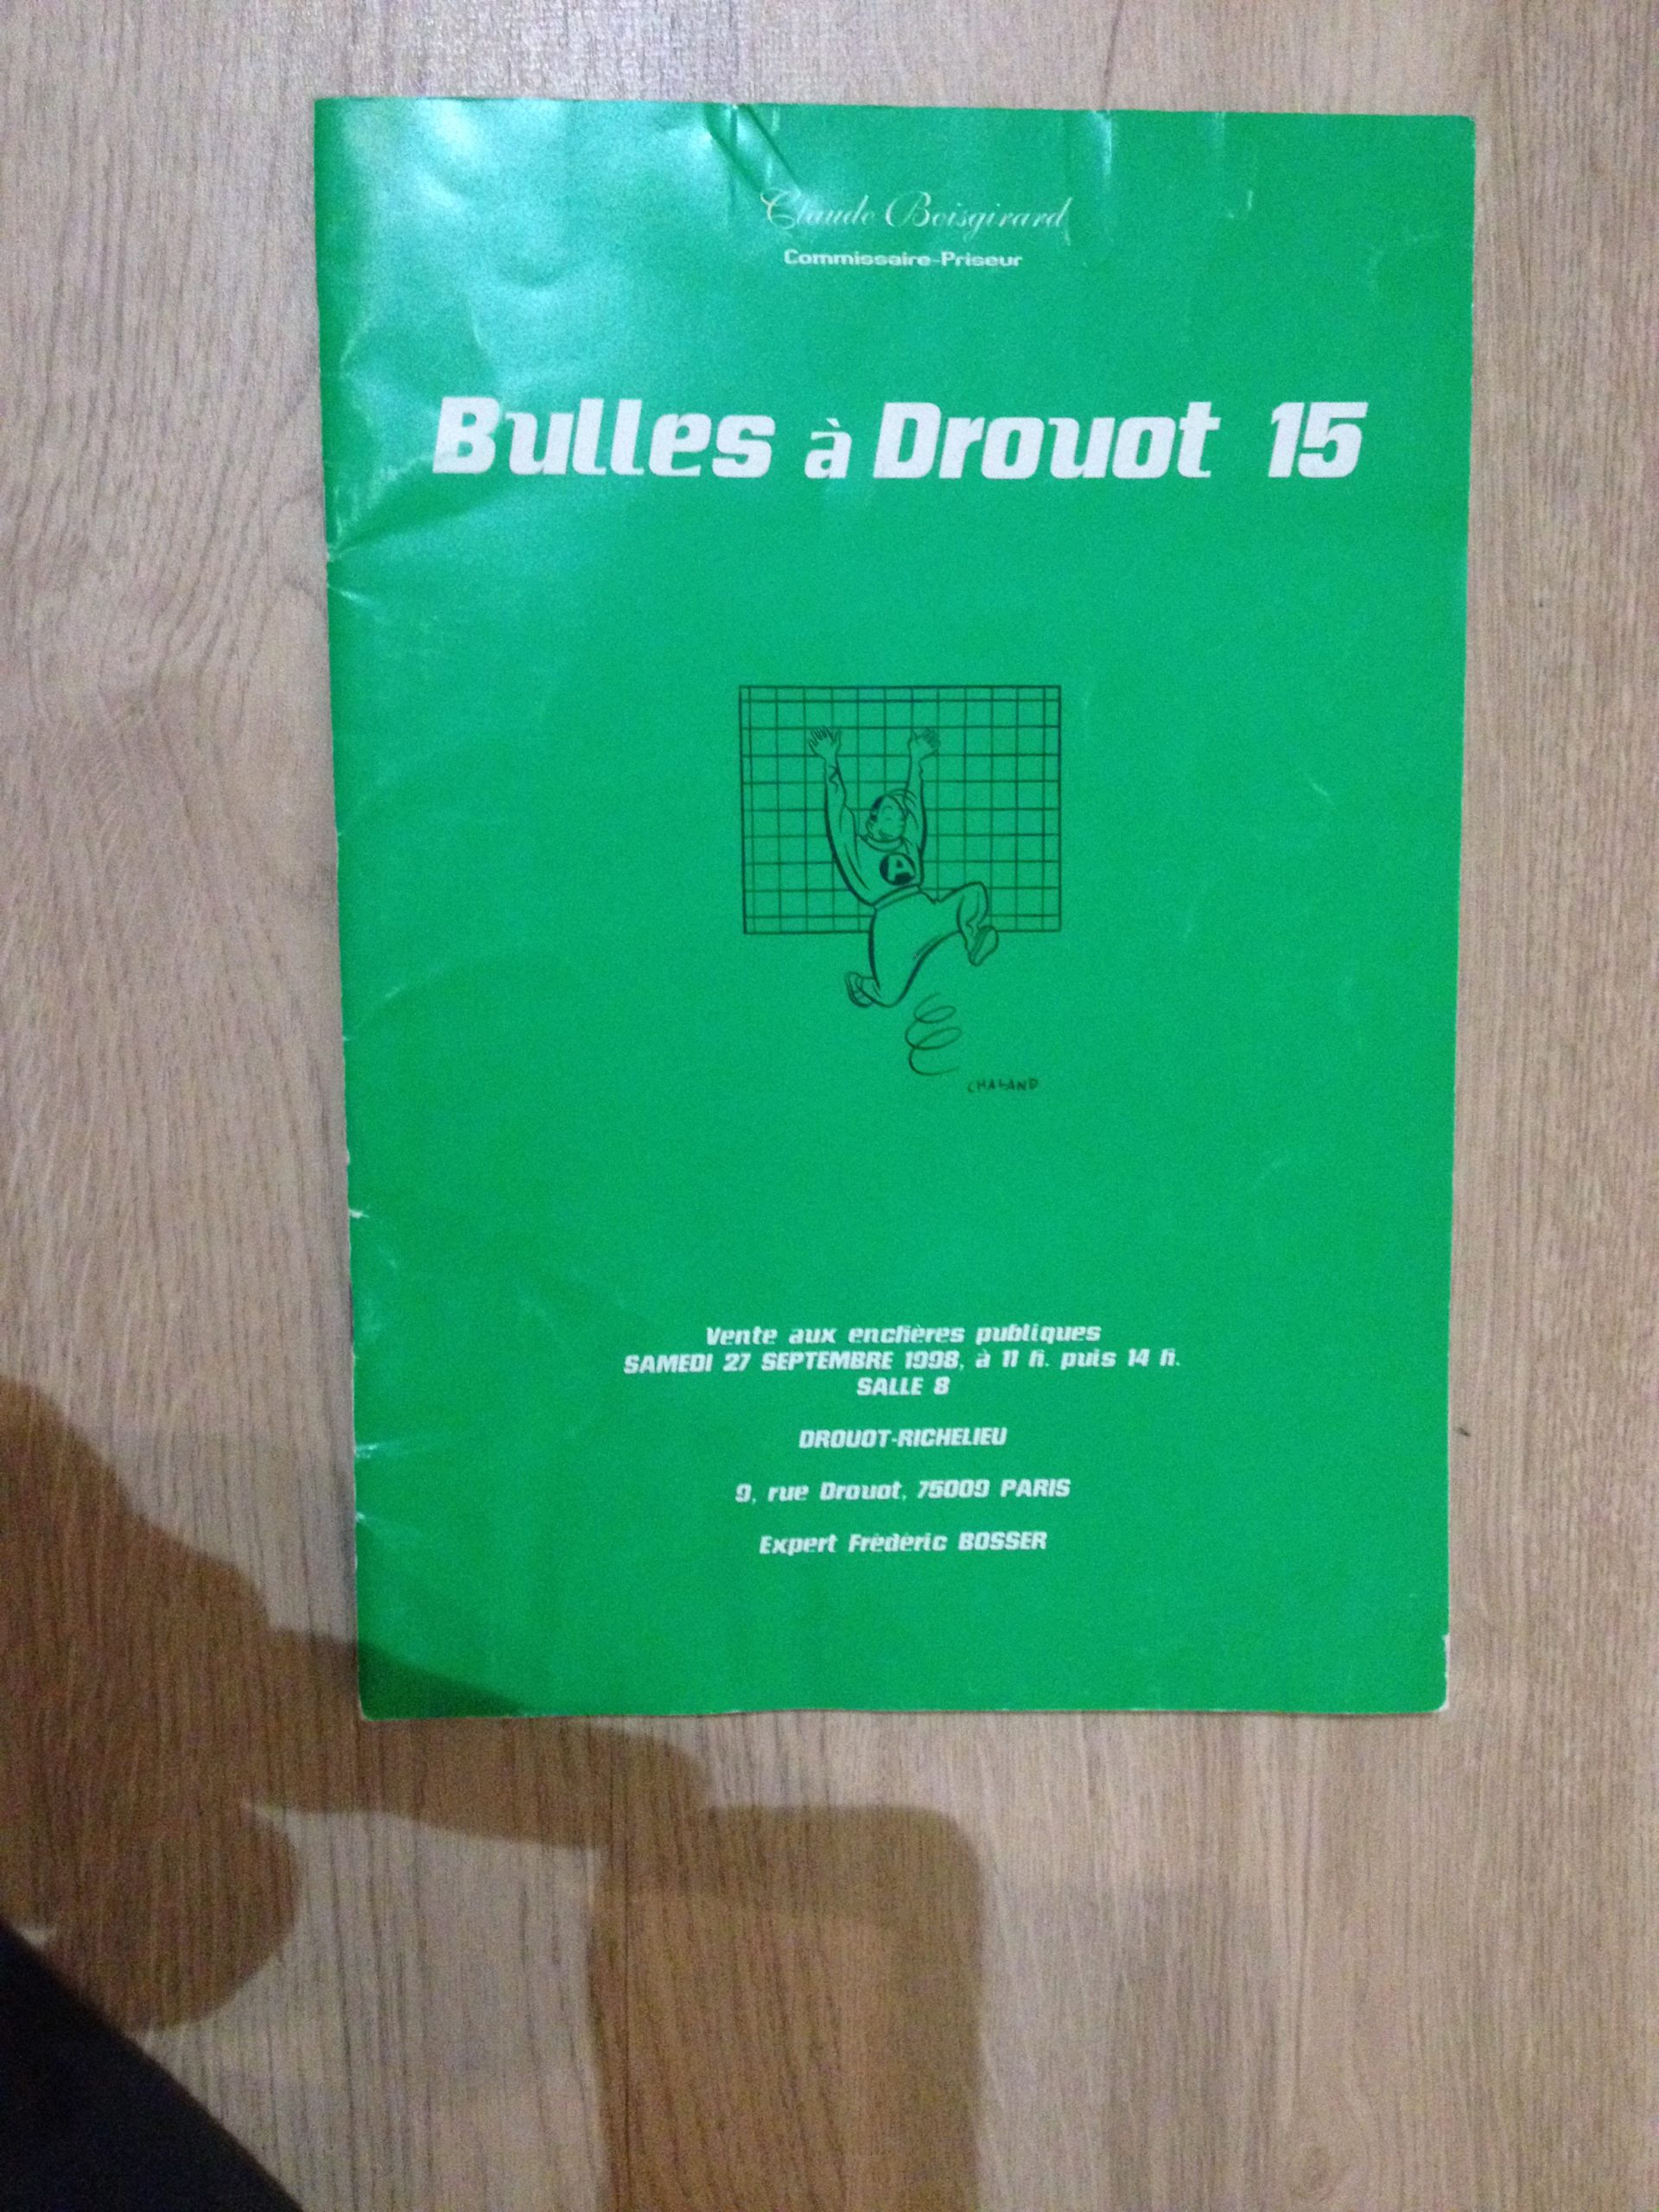 Claude Boisgirard
Commissaire-Priseur
Bulles à Drouot 15
A
CHALAND
Vente aux enchères publiques
SAMEDI 27 SEPTEMBRE 1998, à 11 h. puis 14 h.
SALLE 8
DROUOT-RICHELIEU
9, rue Drouot, 75009 PARIS
Expert Frédéric BOSSER